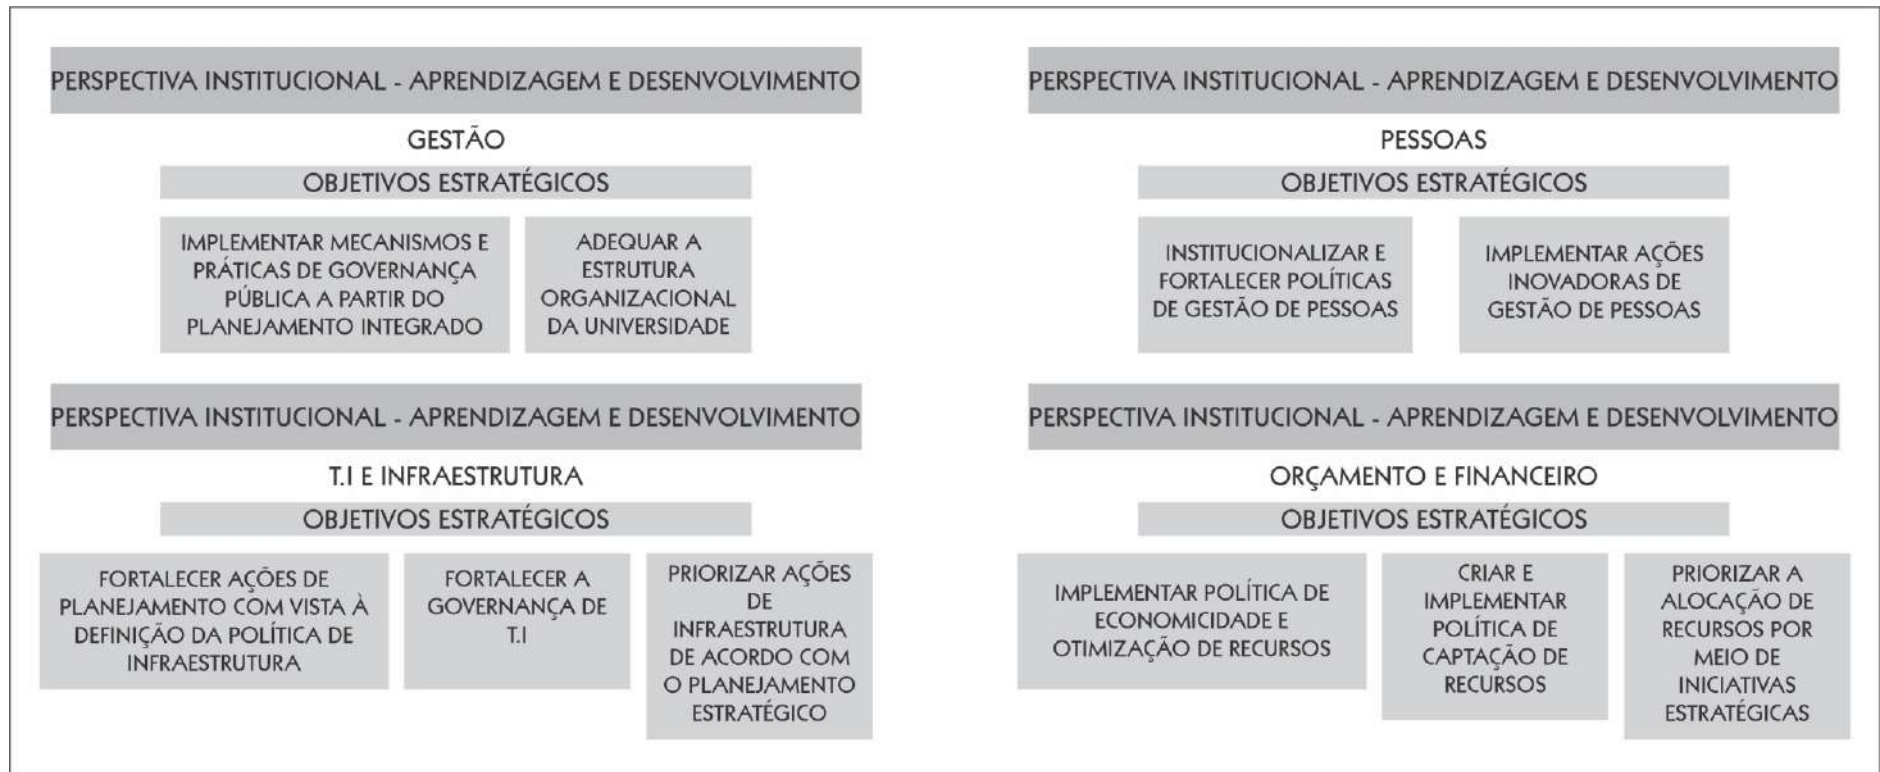 PERSPECTIVA INSTITUCIONAL - APRENDIZAGEM E DESENVOLVIMENTO
GESTÃO
OBJETIVOS ESTRATÉGICOS
IMPLEMENTAR MECANISMOS E
PRÁTICAS DE GOVERNANÇA
PÚBLICA A PARTIR DO
PLANEJAMENTO INTEGRADO
ADEQUAR A
ESTRUTURA
ORGANIZACIONAL
DA UNIVERSIDADE
PERSPECTIVA INSTITUCIONAL - APRENDIZAGEM E DESENVOLVIMENTO
PESSOAS
OBJETIVOS ESTRATÉGICOS
INSTITUCIONALIZAR E
FORTALECER POLÍTICAS
DE GESTÃO DE PESSOAS
IMPLEMENTAR AÇÕES
INOVADORAS DE
GESTÃO DE PESSOAS
PERSPECTIVA INSTITUCIONAL - APRENDIZAGEM E DESENVOLVIMENTO
T.I E INFRAESTRUTURA
OBJETIVOS ESTRATÉGICOS
FORTALECER AÇÕES DE
PLANEJAMENTO COM VISTA À
DEFINIÇÃO DA POLÍTICA DE
INFRAESTRUTURA
FORTALECER A
GOVERNANÇA DE
T.I
PRIORIZAR AÇÕES
DE
INFRAESTRUTURA
DE ACORDO COM
O PLANEJAMENTO
ESTRATÉGICO
PERSPECTIVA INSTITUCIONAL - APRENDIZAGEM E DESENVOLVIMENTO
ORÇAMENTO E FINANCEIRO
OBJETIVOS ESTRATÉGICOS
IMPLEMENTAR POLÍTICA DE
ECONOMICIDADE E
OTIMIZAÇÃO DE RECURSOS
CRIAR E
IMPLEMENTAR
POLÍTICA DE
CAPTAÇÃO DE
RECURSOS
PRIORIZAR A
ALOCAÇÃO DE
RECURSOS POR
MEIO DE
INICIATIVAS
ESTRATÉGICAS